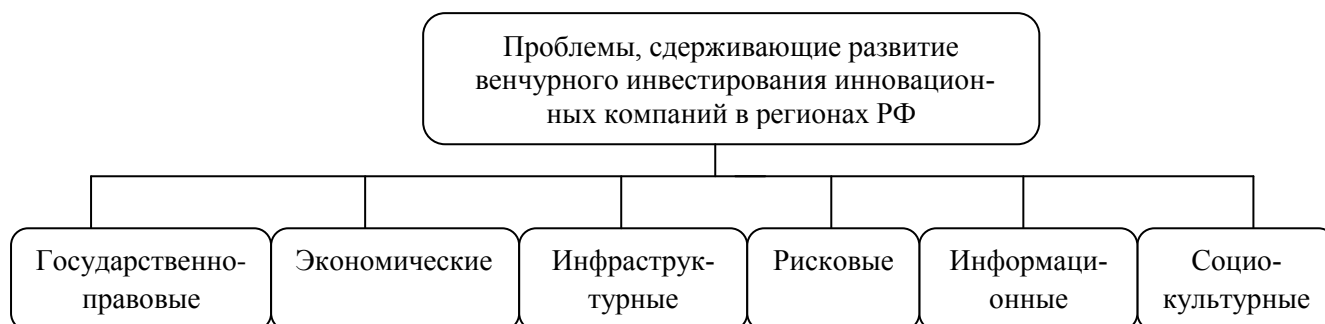 Проблемы, сдерживающие развитие
венчурного инвестирования инновацион-
ных компаний в регионах РФ
Государственно-
правовые
Экономические
Инфраструк-
турные
Рисковые
Информаци-
онные
Социо-
культурные